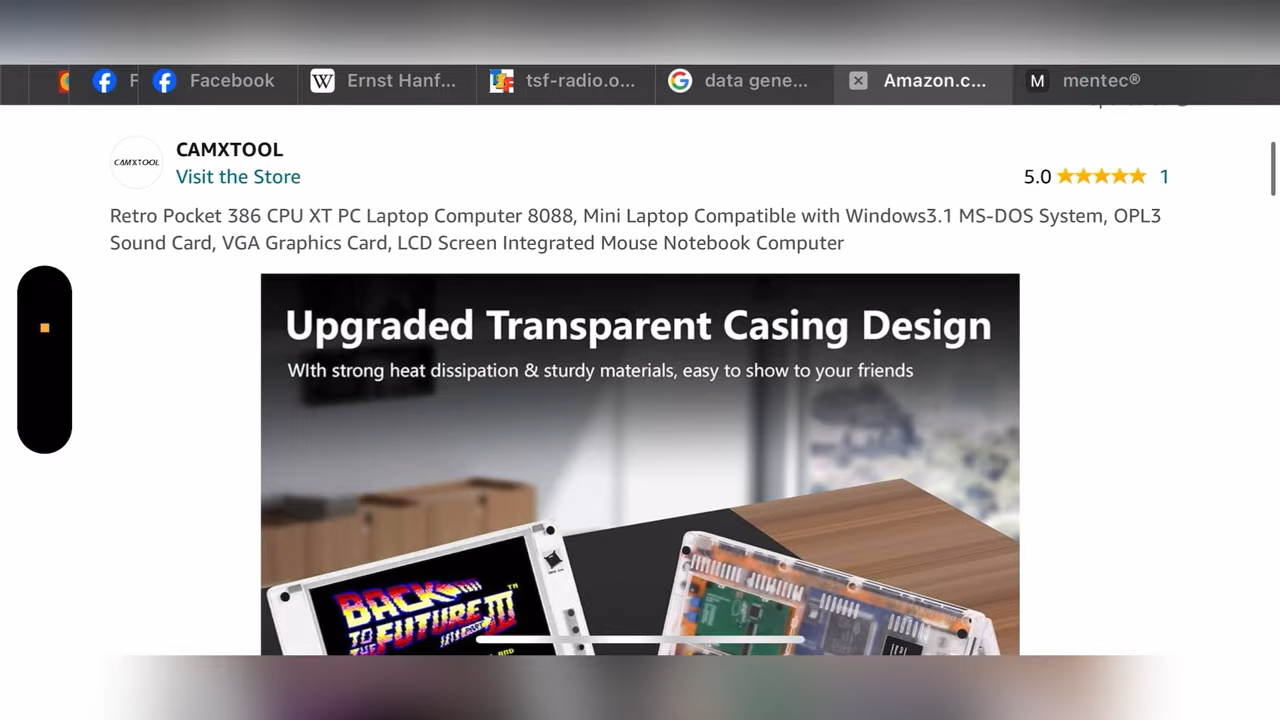 F
Facebook
W
Ernst Hanf...
tsf-radio.o...
data gene...
Amazon.c...
M
mentec®
CAMXTOOL
CAMXTOOL
Visit the Store
5.0
1
Retro Pocket 386 CPU XT PC Laptop Computer 8088, Mini Laptop Compatible with Windows3.1 MS-DOS System, OPL3
Sound Card, VGA Graphics Card, LCD Screen Integrated Mouse Notebook Computer
Upgraded Transparent Casing Design
WIth strong heat dissipation & sturdy materials, easy to show to your friends
BACK
TO THE FUTURE III
PART
intel